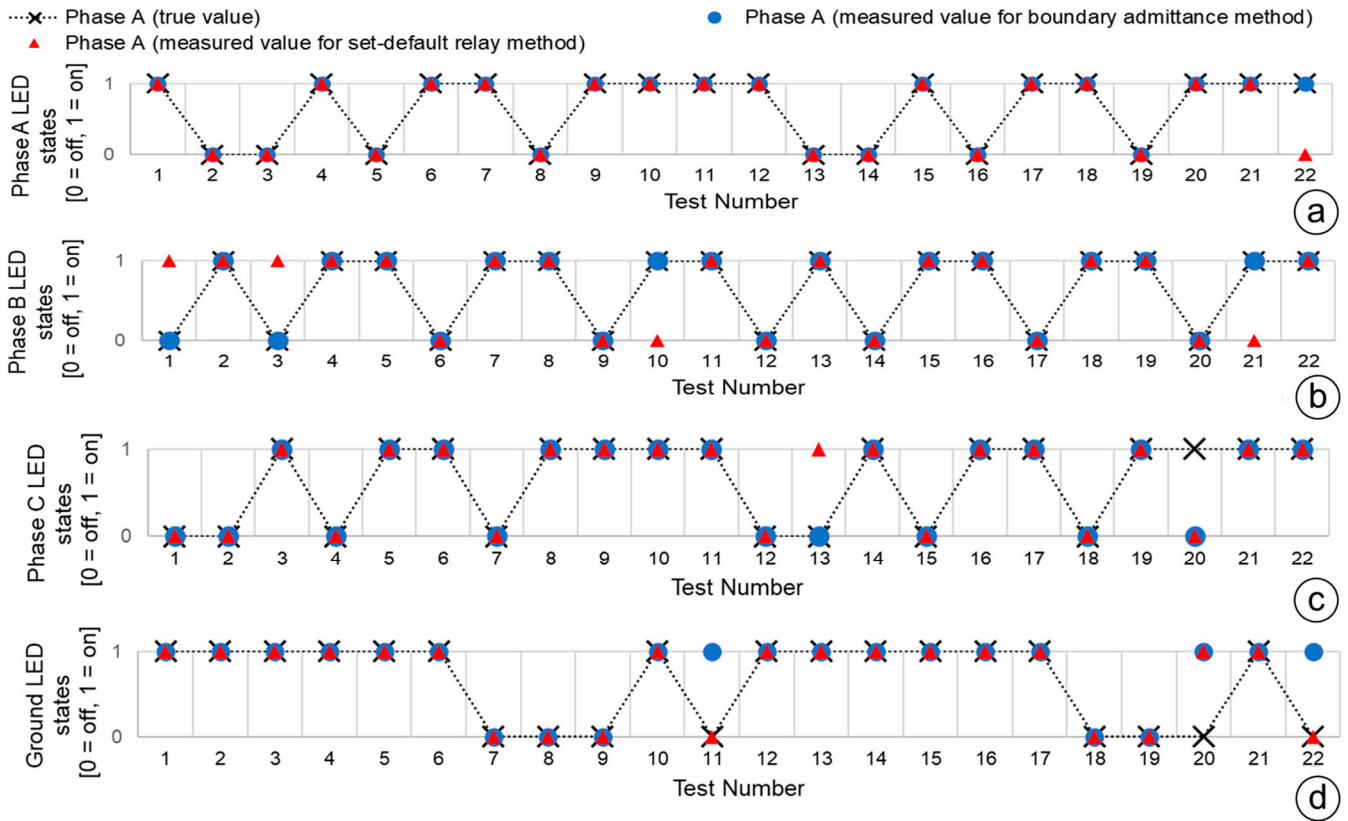 Phase A (true value)
Phase A (measured value for boundary admittance method)
Phase A (measured value for set-default relay method)
Phase A LED
states
[0 = off, 1 = on]
1
0
1 2 3 4 5 6 7 8 9 10 11 12 13 14 15 16 17 18 19 20 21 22
Test Number
a
Phase B LED
states
[0 = off, 1 = on]
1
0
1 2 3 4 5 6 7 8 9 10 11 12 13 14 15 16 17 18 19 20 21 22
Test Number
b
Phase C LED
states
[0 = off, 1 = on]
1
0
1 2 3 4 5 6 7 8 9 10 11 12 13 14 15 16 17 18 19 20 21 22
Test Number
c
Ground LED
states
[0 = off, 1 = on]
1
0
1 2 3 4 5 6 7 8 9 10 11 12 13 14 15 16 17 18 19 20 21 22
Test Number
d